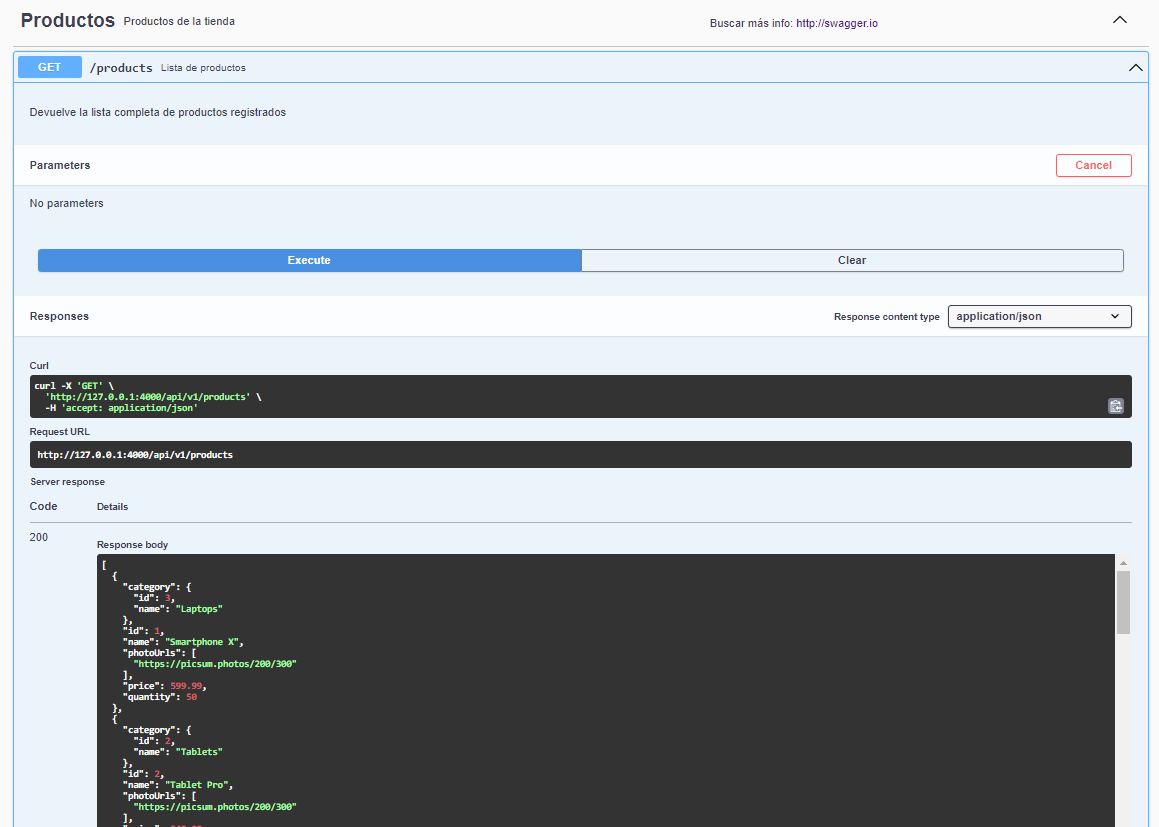 Productos Productos de la tienda Buscar más info: http://swagger.io
GET /products Lista de productos
Devuelve la lista completa de productos registrados
Parameters Cancel
No parameters
Execute Clear
Responses Response content type application/json
Curl
curl -X 'GET' \
'http://127.0.0.1:4000/api/v1/products' \
-H 'accept: application/json'
Request URL
http://127.0.0.1:4000/api/v1/products
Server response
Code Details
200
Response body
[
{
"category": {
"id": 3,
"name": "Laptops"
},
"id": 1,
"name": "Smartphone X",
"photoUrls": [
"https://picsum.photos/200/300"
],
"price": 599.99,
"quantity": 50
},
{
"category": {
"id": 2,
"name": "Tablets"
},
"id": 2,
"name": "Tablet Pro",
"photoUrls": [
"https://picsum.photos/200/300"
],